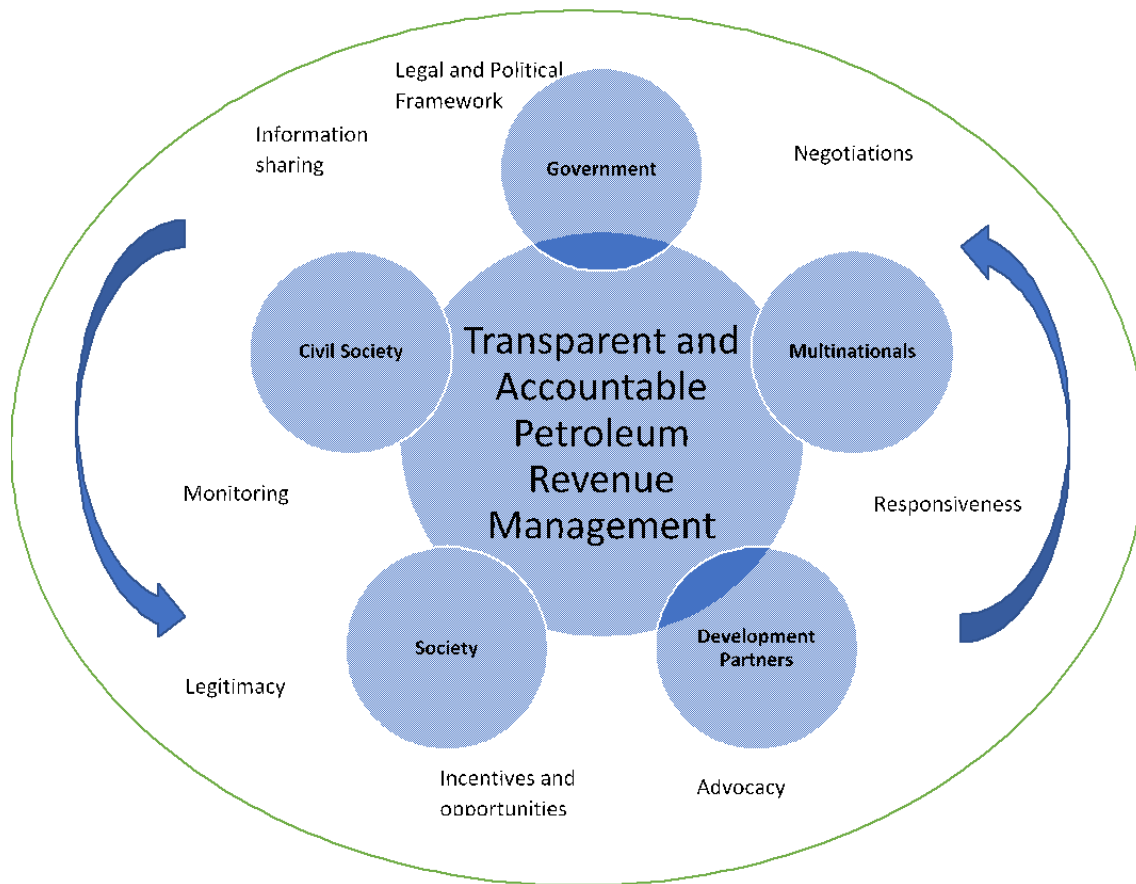 Legal and Political
Framework
Information
sharing
Negotiations
Government
Civil Society
Multinationals
Transparent and
Accountable
Petroleum
Revenue
Management
Monitoring
Responsiveness
Society
Development
Partners
Legitimacy
Incentives and
opportunities
Advocacy